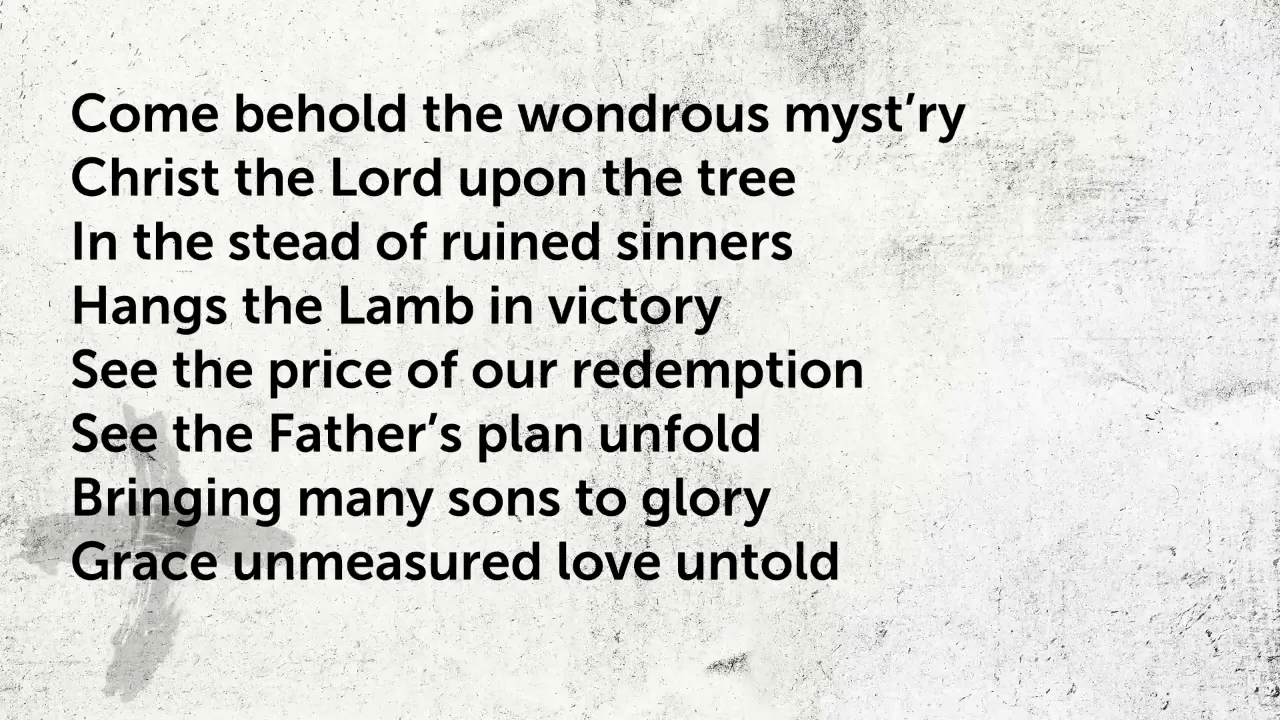 Come behold the wondrous myst’ry
Christ the Lord upon the tree
In the stead of ruined sinners
Hangs the Lamb in victory
See the price of our redemption
See the Father’s plan unfold
Bringing many sons to glory
Grace unmeasured love untold